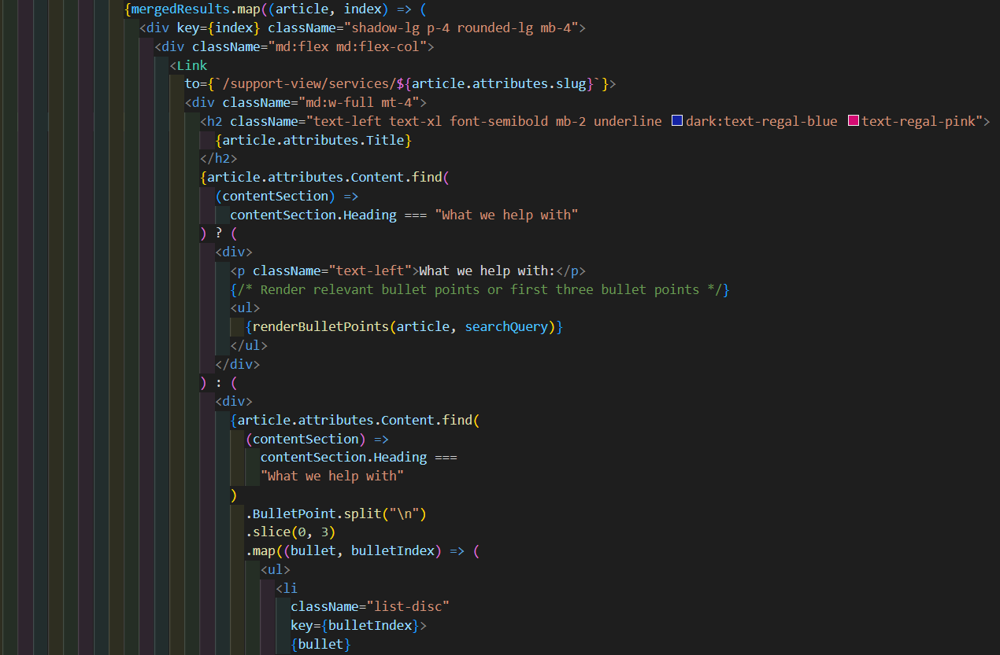 {mergedResults.map((article, index) => (
<div key={index} className="shadow-lg p-4 rounded-lg mb-4">
<div className="md:flex md:flex-col">
<Link
to={`/support-view/services/${article.attributes.slug}`}>
<div className="md:w-full mt-4">
<h2 className="text-left text-xl font-semibold mb-2 underline dark:text-regal-blue text-regal-pink">
{article.attributes.Title}
</h2>
{article.attributes.Content.find(
(contentSection) =>
contentSection.Heading === "What we help with"
) ? (
<div>
<p className="text-left">What we help with:</p>
{/* Render relevant bullet points or first three bullet points */}
<ul>
{renderBulletPoints(article, searchQuery)}
</ul>
</div>
) : (
<div>
{article.attributes.Content.find(
(contentSection) =>
contentSection.Heading ===
"What we help with"
)
.BulletPoint.split("\n")
.slice(0, 3)
.map((bullet, bulletIndex) => (
<ul>
<li
className="list-disc"
key={bulletIndex}>
{bullet}